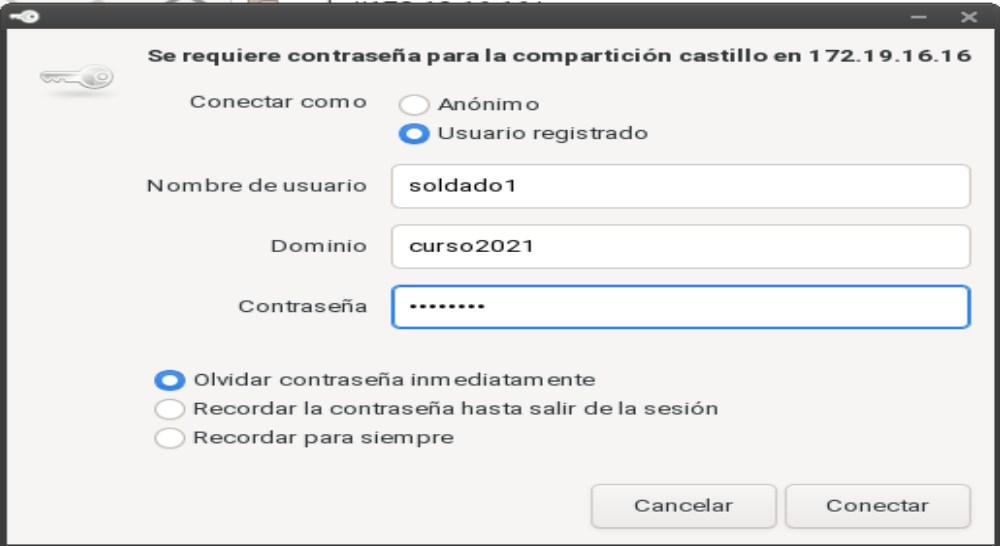 Se requiere contraseña para la compartición castillo en 172.19.16.16
Conectar como
Anónimo
Usuario registrado
Nombre de usuario soldado1
Dominio curso2021
Contraseña ••••••••
Olvidar contraseña inmediatamente
Recordar la contraseña hasta salir de la sesión
Recordar para siempre
Cancelar Conectar